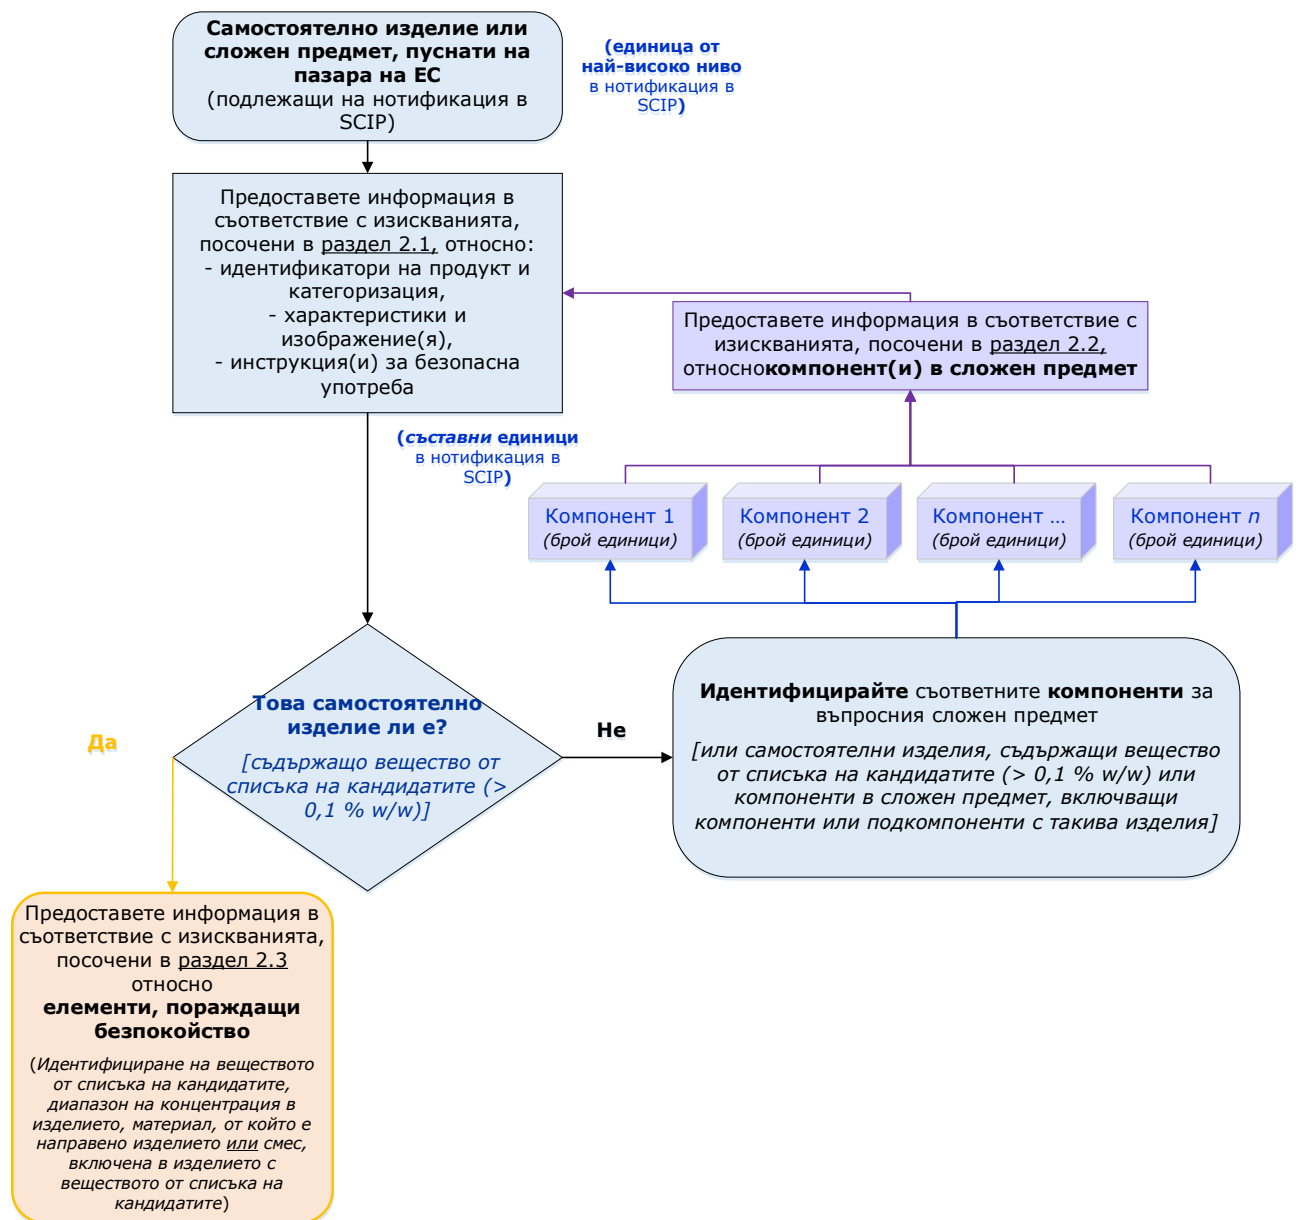 Самостоятелно изделие или
сложен предмет, пуснати на
пазара на ЕС
(подлежащи на нотификация в
SCIP)
(единица от
най-високо ниво
в нотификация в
SCIP)
Предоставете информация в
съответствие с изискванията,
посочени в раздел 2.1, относно:
- идентификатори на продукт и
категоризация,
- характеристики и
изображение(я),
- инструкция(и) за безопасна
употреба
Предоставете информация в съответствие с
изискванията, посочени в раздел 2.2,
относнокомпонент(и) в сложен предмет
(съставни единици
в нотификация в
SCIP)
Компонент 1
(брой единици)
Компонент 2
(брой единици)
Компонент ...
(брой единици)
Компонент n
(брой единици)
Това самостоятелно
изделие ли е?
[съдържащо вещество от
списъка на кандидатите (>
0,1 % w/w)]
Да
Не
Идентифицирайте съответните компоненти за
въпросния сложен предмет
[или самостоятелни изделия, съдържащи вещество
от списъка на кандидатите (> 0,1 % w/w) или
компоненти в сложен предмет, включващи
компоненти или подкомпоненти с такива изделия]
Предоставете информация в
съответствие с изискванията,
посочени в раздел 2.3
относно
елементи, пораждащи
безпокойство
(Идентифициране на веществото
от списъка на кандидатите,
диапазон на концентрация в
изделието, материал, от който е
направено изделието или смес,
включена в изделието с
веществото от списъка на
кандидатите)